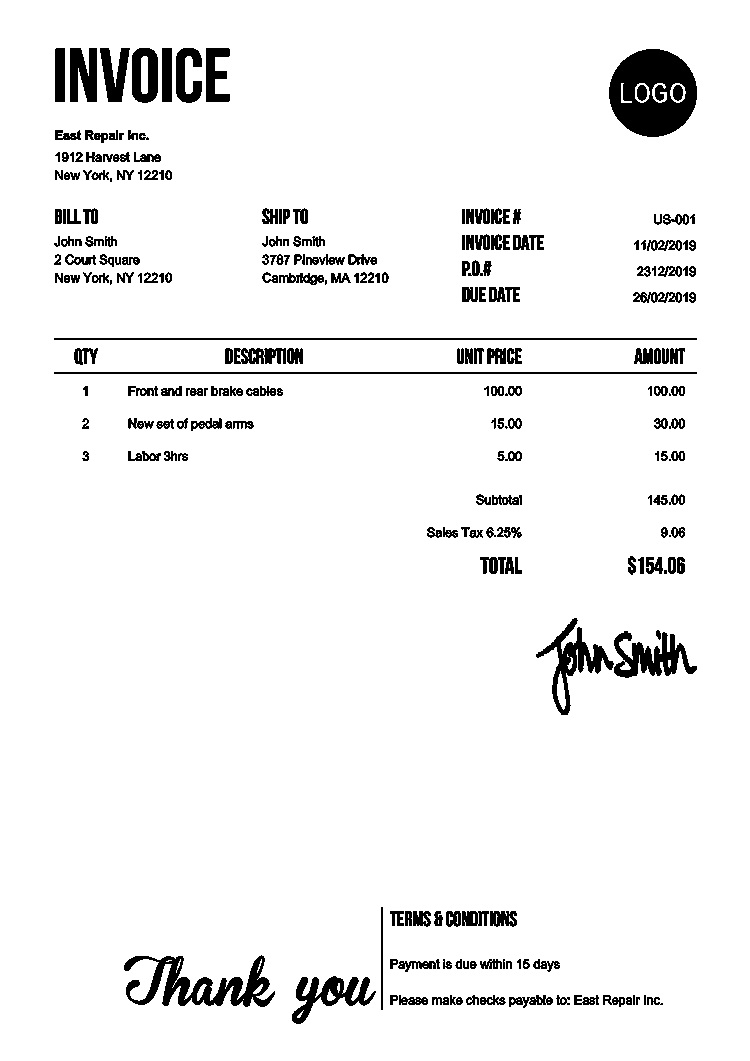 INVOICE
LOGO
East Repair Inc.
1912 Harvest Lane
New York, NY 12210
BILL TO
John Smith
2 Court Square
New York, NY 12210
SHIP TO
John Smith
3787 Pineview Drive
Cambridge, MA 12210
INVOICE # US-001
INVOICE DATE 11/02/2019
P.O.# 2312/2019
DUE DATE 26/02/2019
QTY DESCRIPTION UNIT PRICE AMOUNT
1 Front and rear brake cables 100.00 100.00
2 New set of pedal arms 15.00 30.00
3 Labor 3hrs 5.00 15.00
Subtotal 145.00
Sales Tax 6.25% 9.06
TOTAL $154.06
John Smith
Thank you
TERMS & CONDITIONS
Payment is due within 15 days
Please make checks payable to: East Repair Inc.